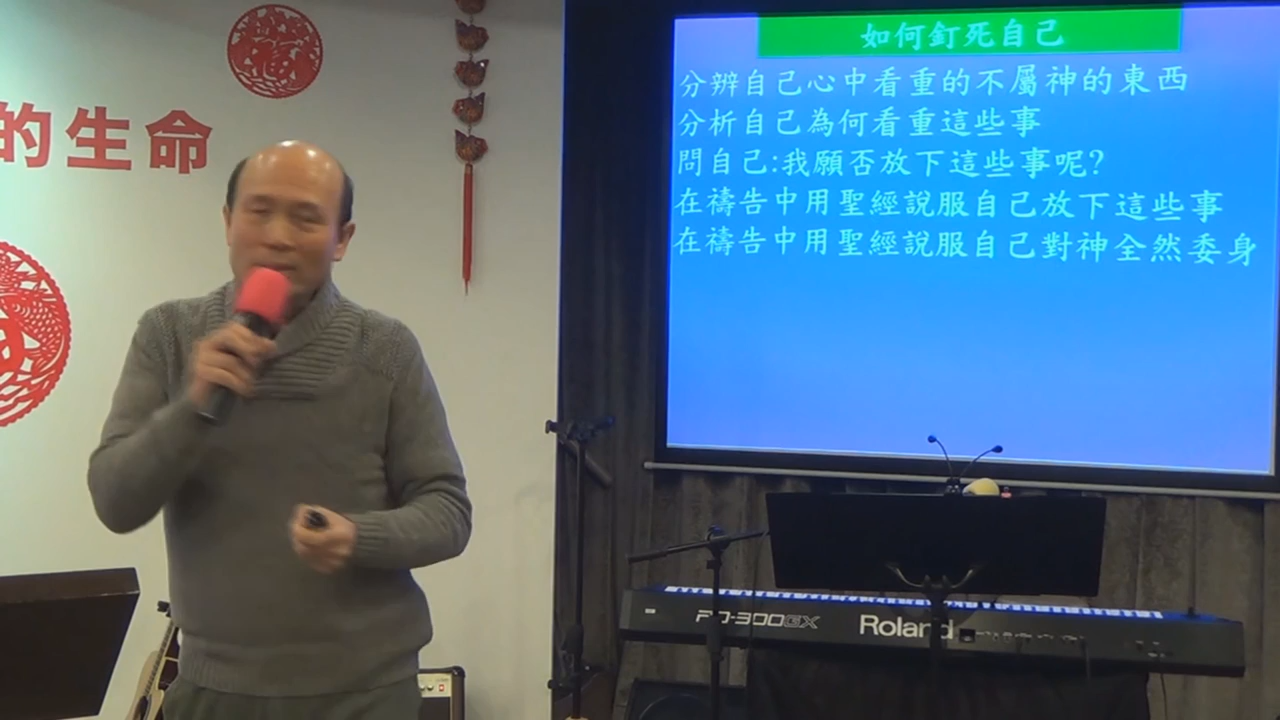 的生命
如何釘死自己
分辨自己心中看重的不屬神的東西
分析自己為何看重這些事
問自己:我願否放下這些事呢?
在禱告中用聖經說服自己放下這些事
在禱告中用聖經說服自己對神全然委身
RD-300GX
Roland